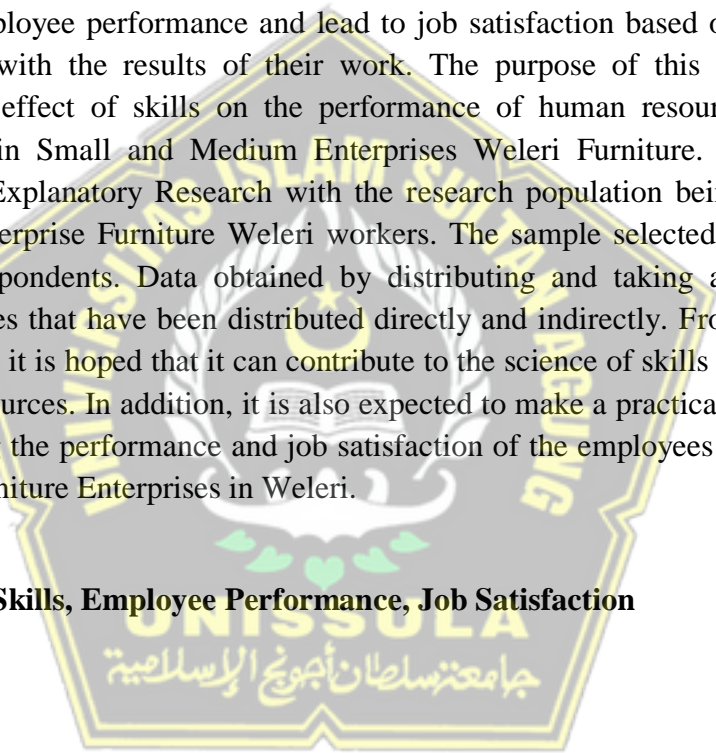 ployee performance and lead to job satisfaction based o
with the results of their work. The purpose of this
effect of skills on the performance of human resour
in Small and Medium Enterprises Weleri Furniture.
Explanatory Research with the research population bei
erprise Furniture Weleri workers. The sample selected
pondents. Data obtained by distributing and taking a
es that have been distributed directly and indirectly. Fro
it is hoped that it can contribute to the science of skills
urces. In addition, it is also expected to make a practica
the performance and job satisfaction of the employees
niture Enterprises in Weleri.
Skills, Employee Performance, Job Satisfaction
UNIVERSITAS ISLAM SULTAN AGUNG
UNISSULA
جامعة سلطان أجونج الإسلامية